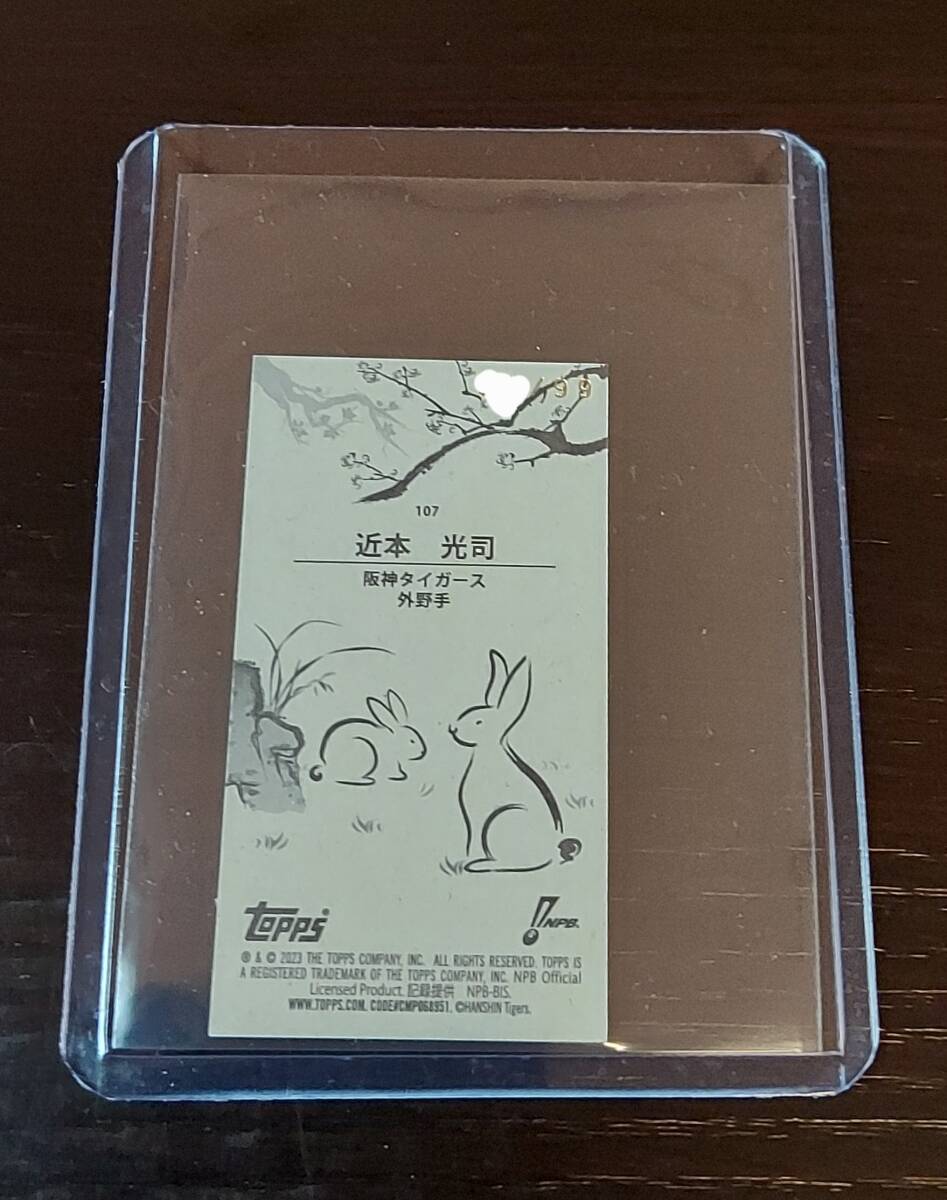 /99
107
近本 光司
阪神タイガース
外野手
Topps
NPB.
® & © 2023 THE TOPPS COMPANY, INC. ALL RIGHTS RESERVED. TOPPS IS
A REGISTERED TRADEMARK OF THE TOPPS COMPANY, INC. NPB Official
Licensed Product. 記録提供 NPB-BIS.
WWW.TOPPS.COM. CODE#CMP068951. ©HANSHIN Tigers.